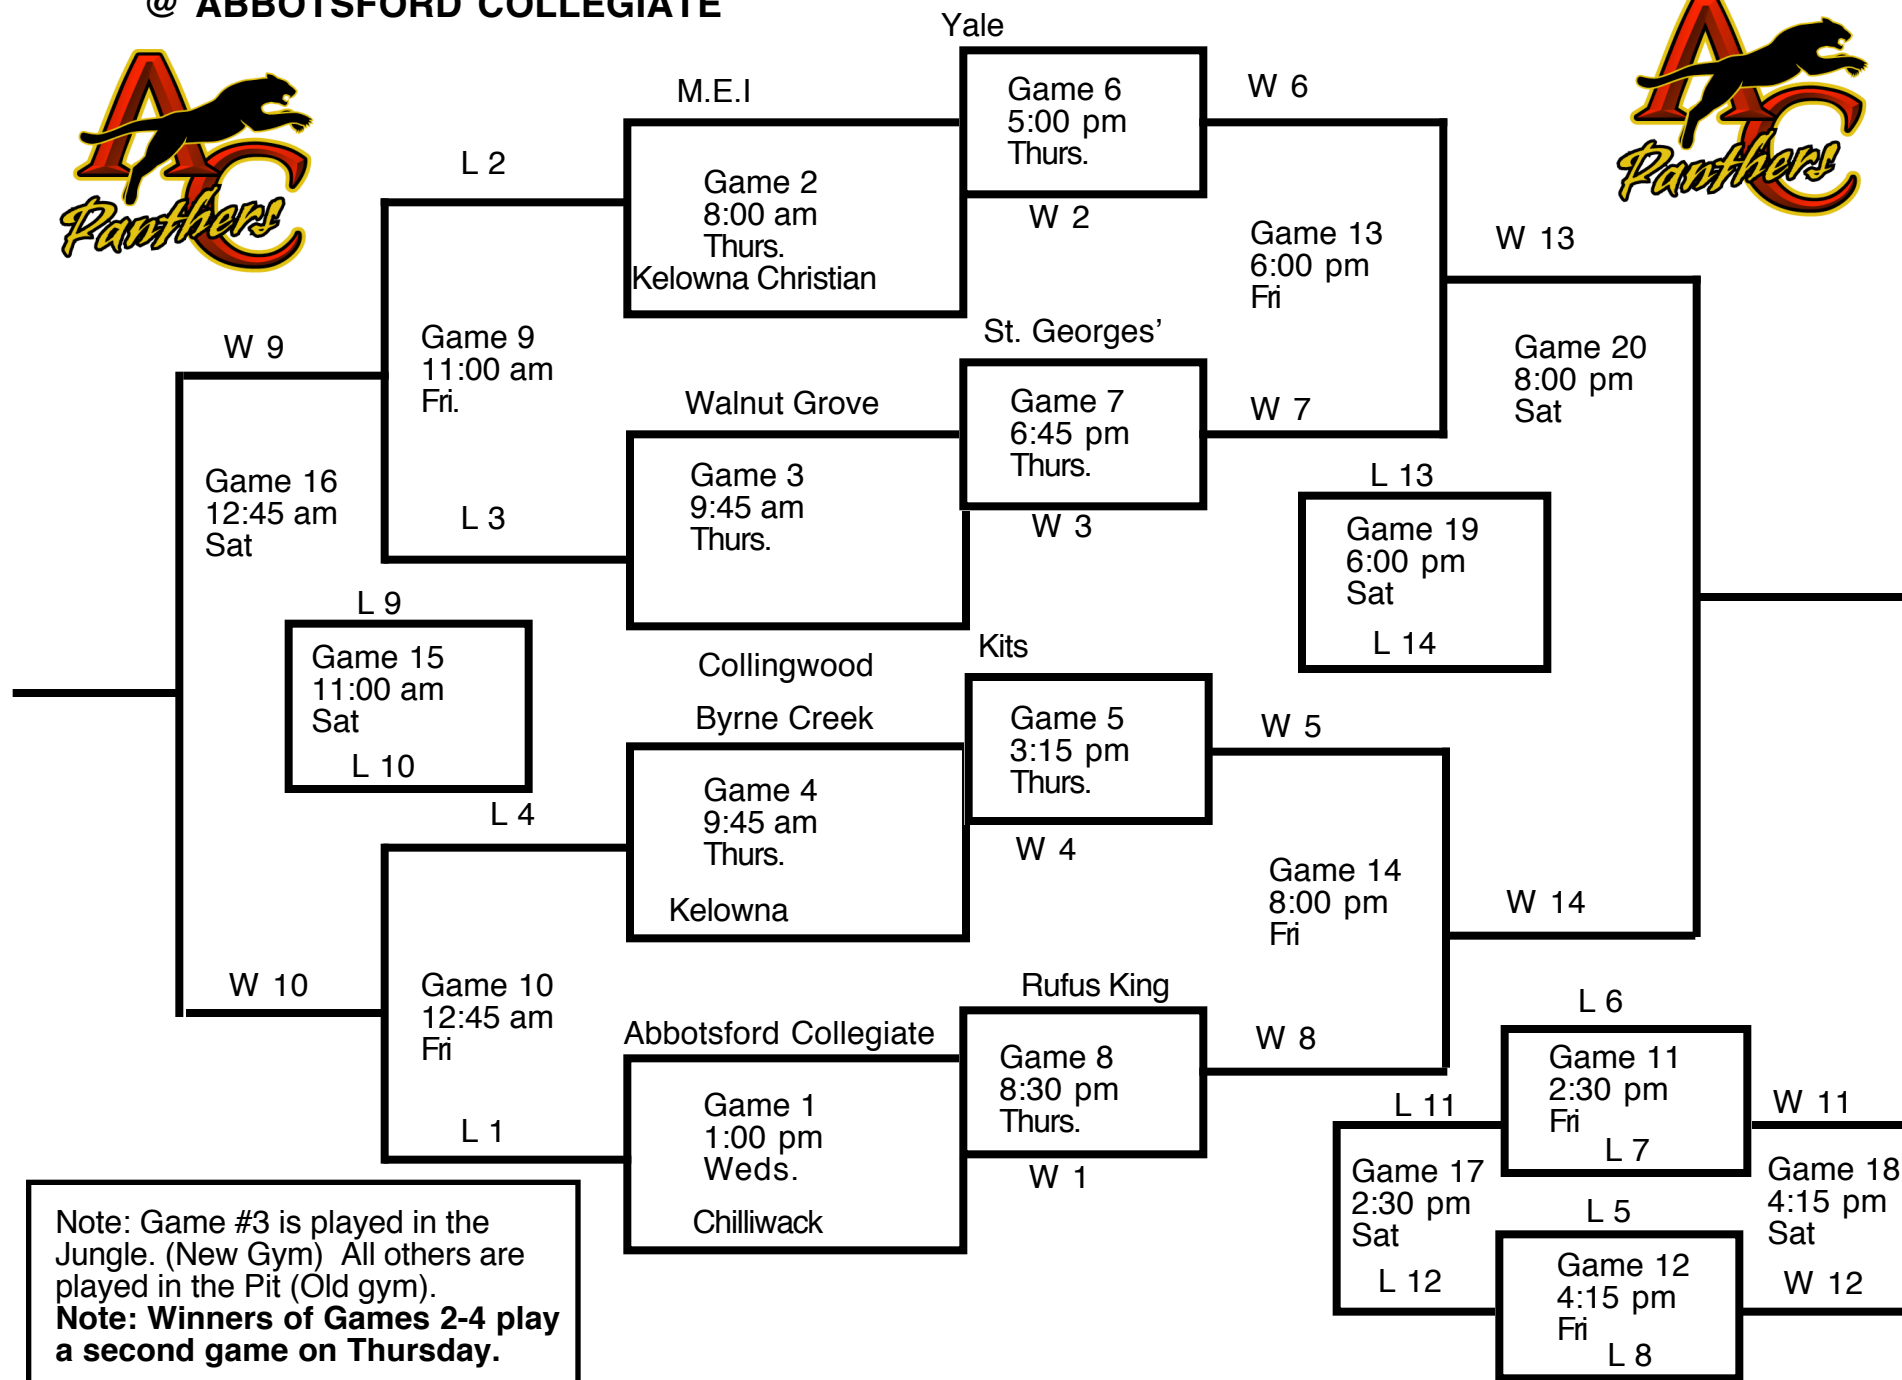 @ ABBOTSFORD COLLEGIATE
AC
Panthers
AC
Panthers
Yale
M.E.I
Game 6
5:00 pm
Thurs.
W 6
L 2
Game 2
8:00 am
Thurs.
Kelowna Christian
W 2
Game 13
6:00 pm
Fri
W 13
St. Georges’
W 9
Game 9
11:00 am
Fri.
Walnut Grove
Game 7
6:45 pm
Thurs.
W 7
Game 20
8:00 pm
Sat
Game 16
12:45 am
Sat
L 3
Game 3
9:45 am
Thurs.
W 3
L 13
Game 19
6:00 pm
Sat
L 14
L 9
Game 15
11:00 am
Sat
L 10
Collingwood
Kits
Byrne Creek
Game 5
3:15 pm
Thurs.
W 5
L 4
Game 4
9:45 am
Thurs.
Kelowna
W 4
Game 14
8:00 pm
Fri
W 14
W 10
Game 10
12:45 am
Fri
Abbotsford Collegiate
Rufus King
Game 8
8:30 pm
Thurs.
W 8
L 6
Game 11
2:30 pm
Fri
L 7
L 11
W 11
L 1
Game 1
1:00 pm
Weds.
Chilliwack
W 1
Game 17
2:30 pm
Sat
L 12
L 5
Game 12
4:15 pm
Fri
L 8
Game 18
4:15 pm
Sat
W 12
Note: Game #3 is played in the
Jungle. (New Gym)  All others are
played in the Pit (Old gym).
Note: Winners of Games 2-4 play
a second game on Thursday.